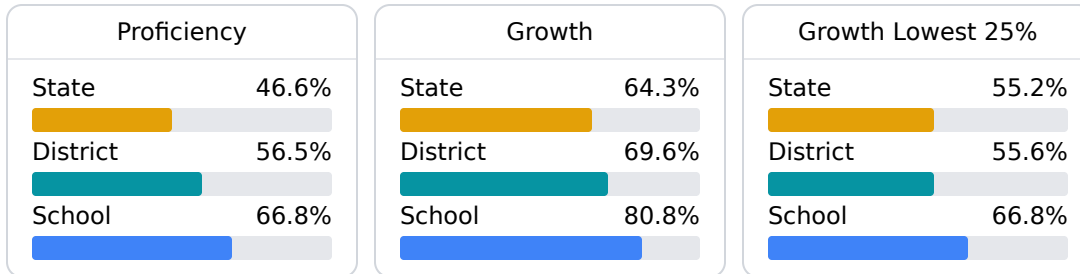 Proficiency
State 46.6%
District 56.5%
School 66.8%
Growth
State 64.3%
District 69.6%
School 80.8%
Growth Lowest 25%
State 55.2%
District 55.6%
School 66.8%